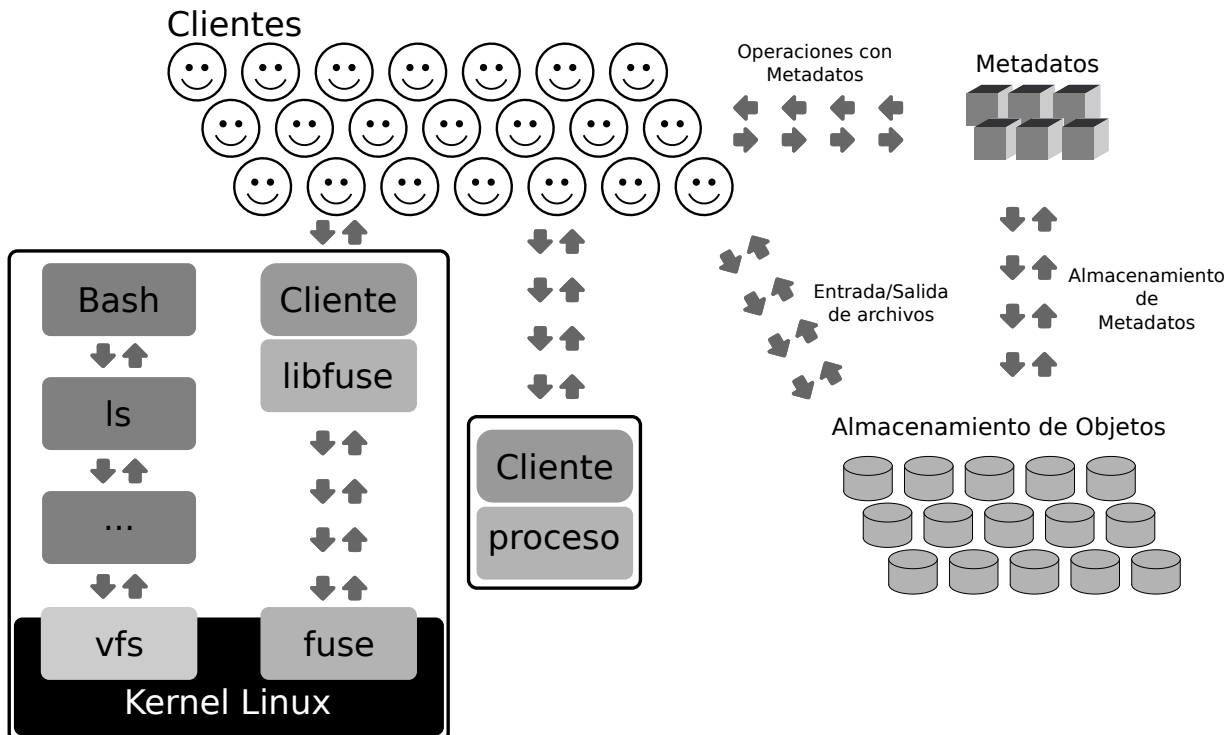 Clientes
Operaciones con
Metadatos
Metadatos
Bash
Cliente
libfuse
ls
...
vfs
fuse
Kernel Linux
Cliente
proceso
Entrada/Salida
de archivos
Almacenamiento
de
Metadatos
Almacenamiento de Objetos